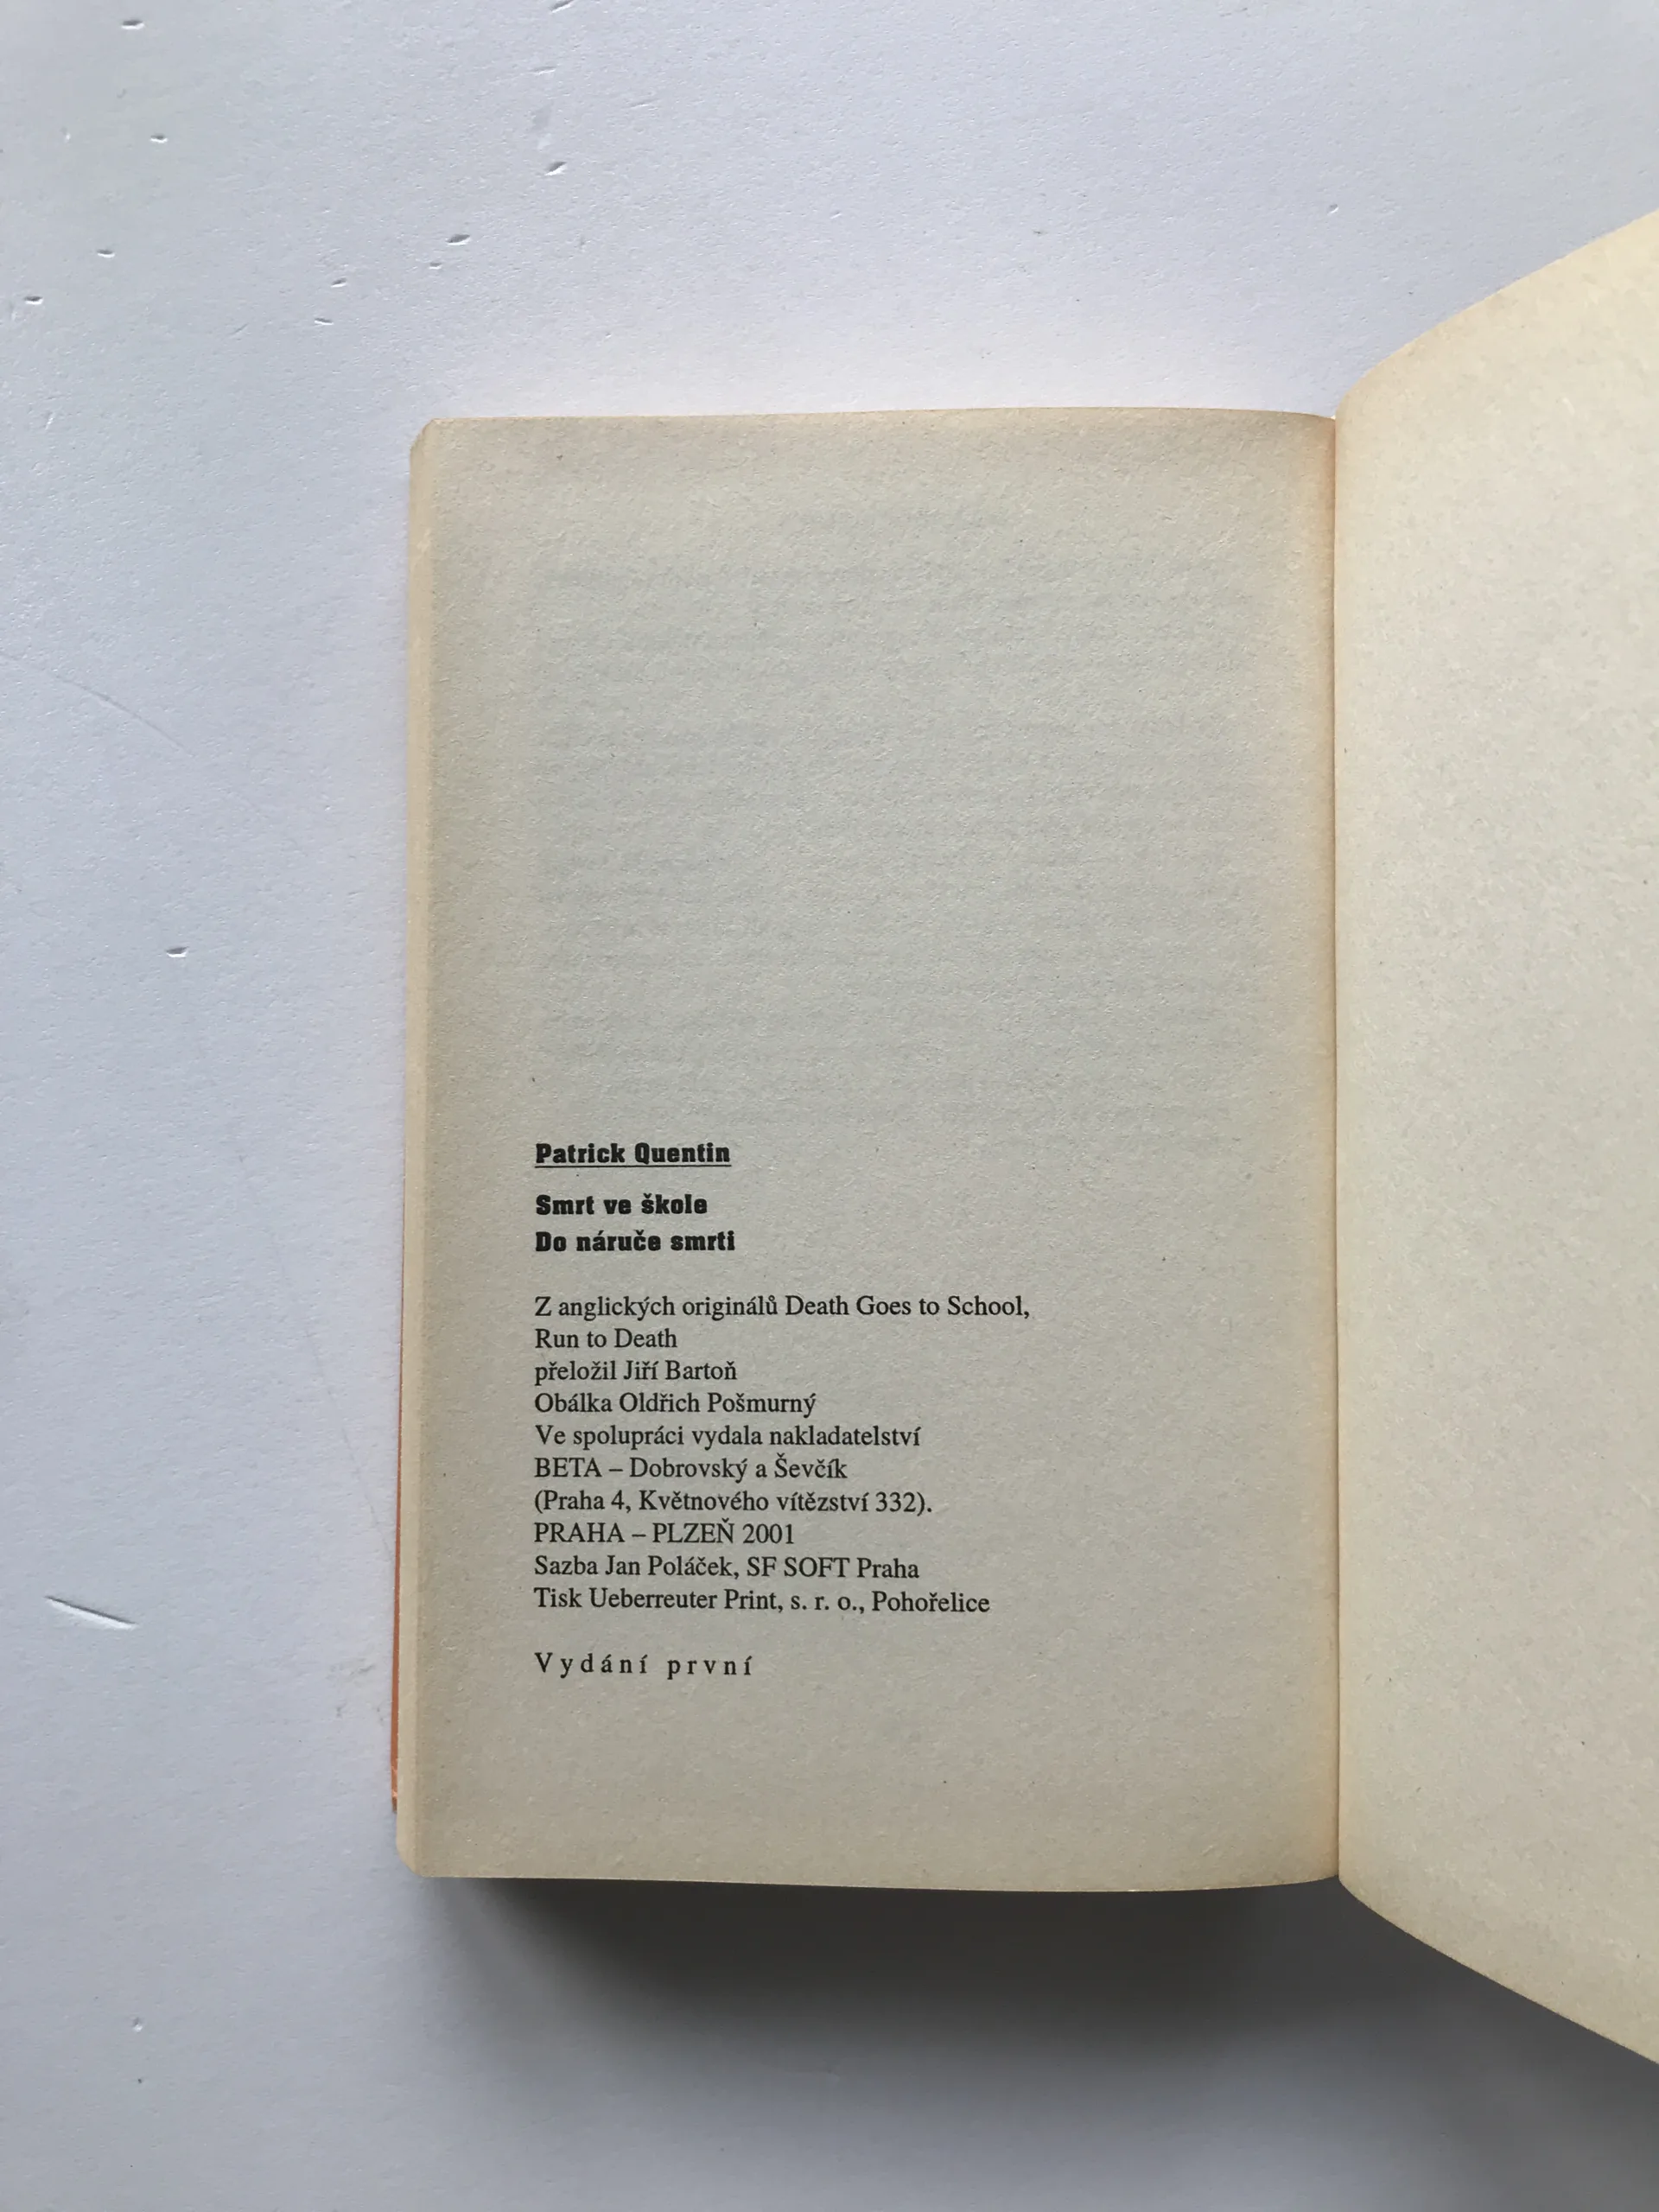 Patrick Quentin
Smrt ve škole
Do náruče smrti
Z anglických originálů Death Goes to School,
Run to Death
přeložil Jiří Bartoň
Obálka Oldřich Pošmurný
Ve spolupráci vydala nakladatelství
BETA – Dobrovský a Ševčík
(Praha 4, Květnového vítězství 332).
PRAHA – PLZEŇ 2001
Sazba Jan Poláček, SF SOFT Praha
Tisk Ueberreuter Print, s. r. o., Pohořelice
Vydání první